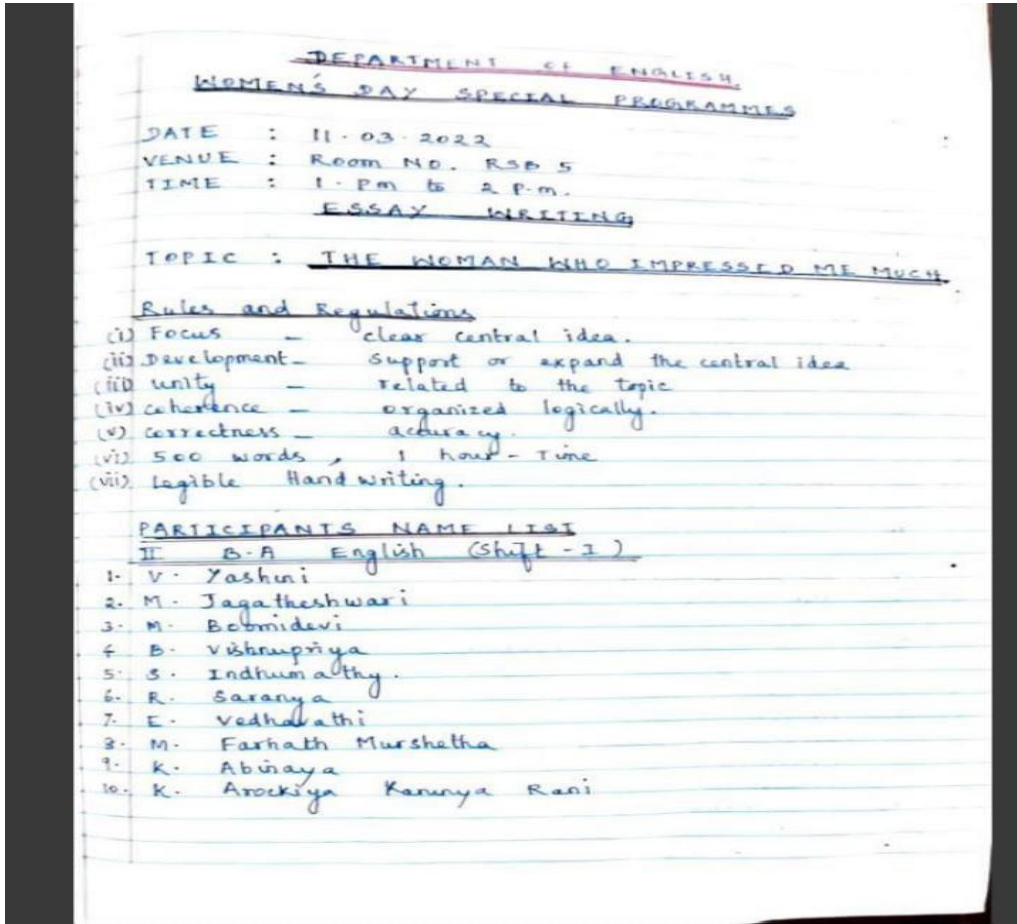 DEPARTMENT OF ENGLISH
WOMEN'S DAY SPECIAL PROGRAMMES
DATE : 11.03.2022
VENUE : Room NO. RSB 5
TIME : 1.Pm to 2 P.m.
ESSAY WRITING
TOPIC : THE WOMAN WHO IMPRESSED ME MUCH
Rules and Regulations
(i) Focus – clear central idea.
(ii) Development – Support or expand the central idea
(iii) unity – related to the topic
(iv) coherence – organized logically.
(v) correctness – accuracy.
(vi) 500 words, 1 hour - Time
(vii) Legible Hand writing.
PARTICIPANTS NAME LIST
II B.A English (Shift - I)
1. V. Yashini
2. M. Jagatheshwari
3. M. Boomidevi
4 B. Vishnupriya
5. S. Indhumathy.
6. R. Saranya
7. E. Vedhavathi
8. M. Farhath Murshetha
9. K. Abinaya
10. K. Arockiya Karunya Rani